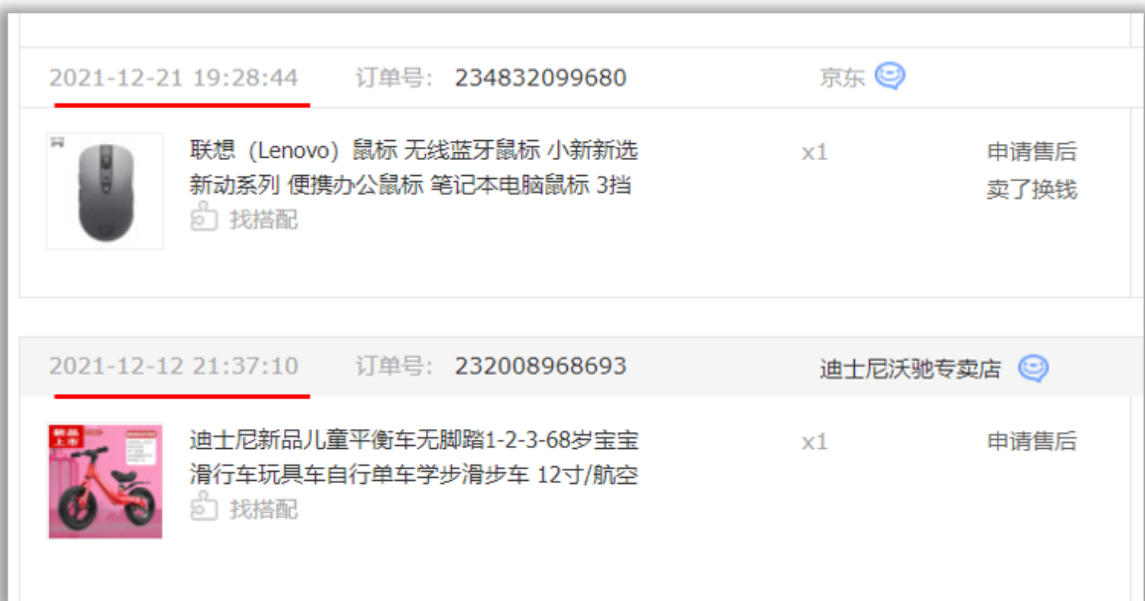 2021-12-21 19:28:44 订单号: 234832099680 京东
联想（Lenovo）鼠标 无线蓝牙鼠标 小新新选 x1 申请售后
新动系列 便携办公鼠标 笔记本电脑鼠标 3挡 卖了换钱
找搭配
2021-12-12 21:37:10 订单号: 232008968693 迪士尼沃驰专卖店
迪士尼新品儿童平衡车无脚踏1-2-3-68岁宝宝 x1 申请售后
滑行车玩具车自行单车学步滑步车 12寸/航空
新品
上市
找搭配